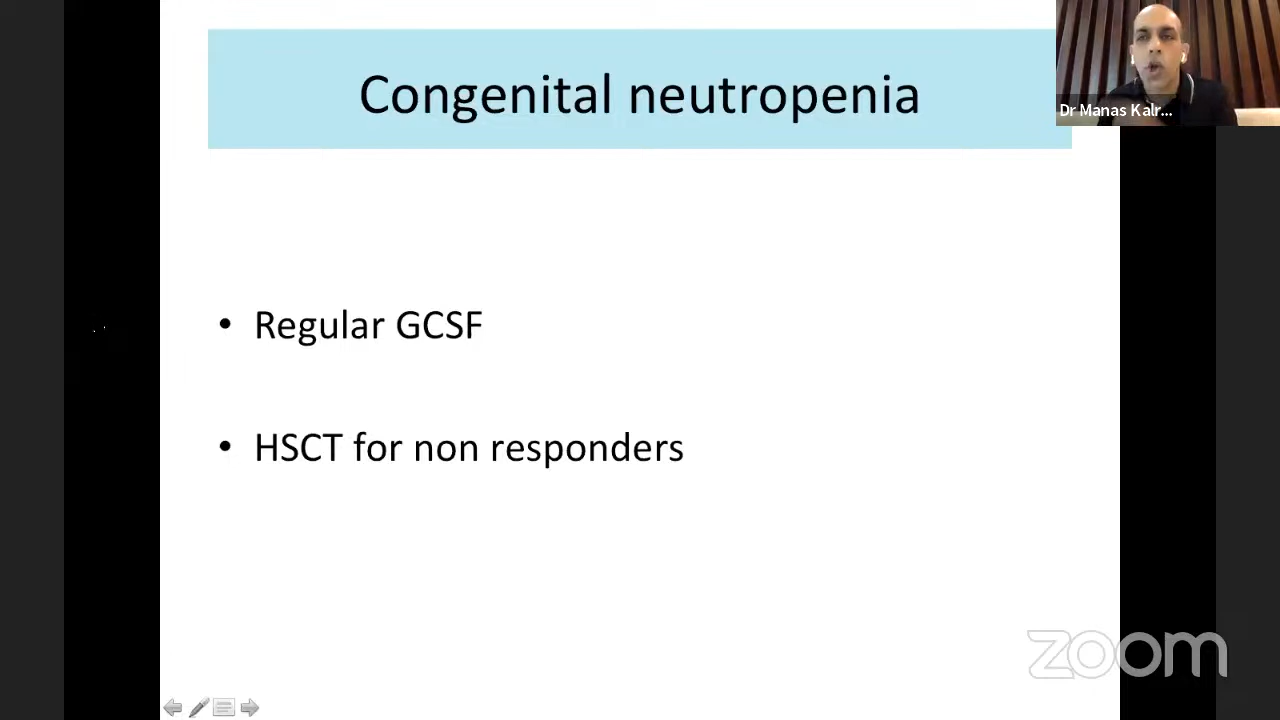 Congenital neutropenia
Dr Manas Kalr...
• Regular GCSF
• HSCT for non responders
zoom